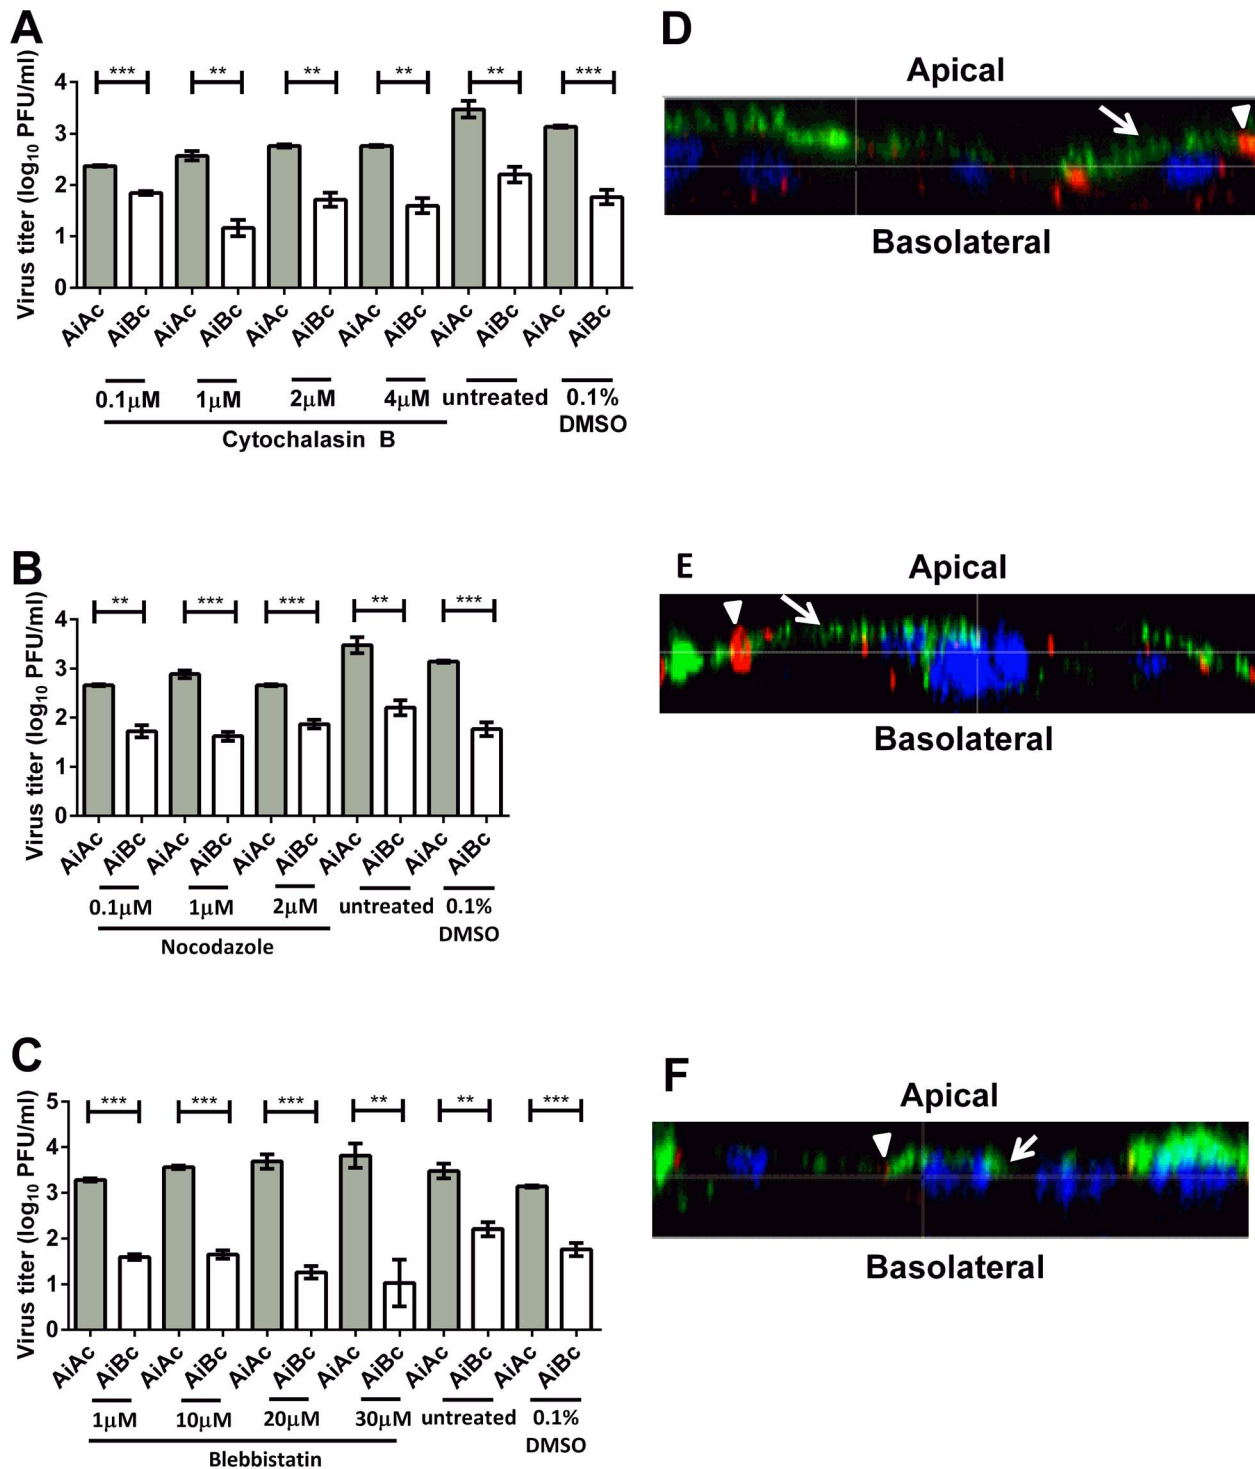 A
Virus titer (log10 PFU/ml)
4
3
2
1
0
*** ** ** ** ** ***
AiAc AiBc AiAc AiBc AiAc AiBc AiAc AiBc AiAc AiBc AiAc AiBc
0.1μM 1μM 2μM 4μM untreated 0.1%
DMSO
Cytochalasin B
D
Apical
Basolateral
B
Virus titer (log10 PFU/ml)
4
3
2
1
0
** *** *** ** ***
AiAc AiBc AiAc AiBc AiAc AiBc AiAc AiBc AiAc AiBc
0.1μM 1μM 2μM untreated 0.1%
DMSO
Nocodazole
E
Apical
Basolateral
C
Virus titer (log10 PFU/ml)
5
4
3
2
1
0
*** *** *** ** ** ***
AiAc AiBc AiAc AiBc AiAc AiBc AiAc AiBc AiAc AiBc AiAc AiBc
1μM 10μM 20μM 30μM untreated 0.1%
DMSO
Blebbistatin
F
Apical
Basolateral